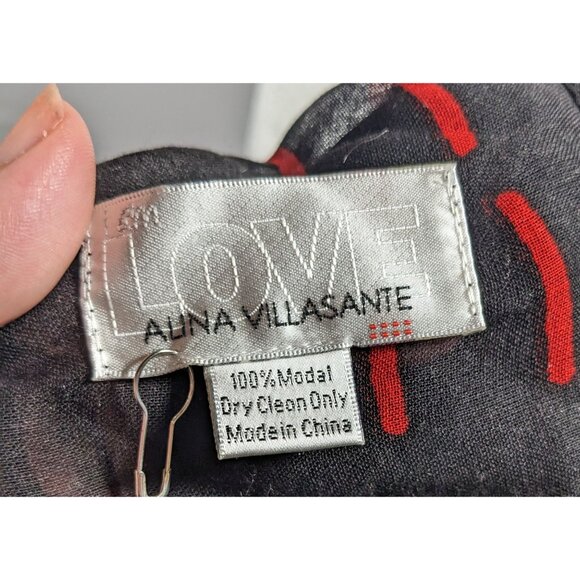 LOVE
ALINA VILLASANTE
100% Modal
Dry Clean Only
Made in China